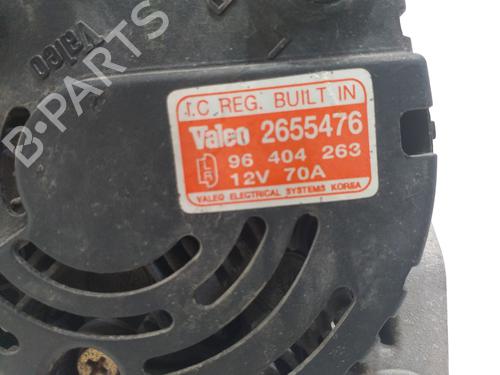 Valeo
I.C REG. BUILT IN
Valeo 2655476
L R 96 404 263
12V 70A
VALEO ELECTRICAL SYSTEMS KOREA
B-PARTS